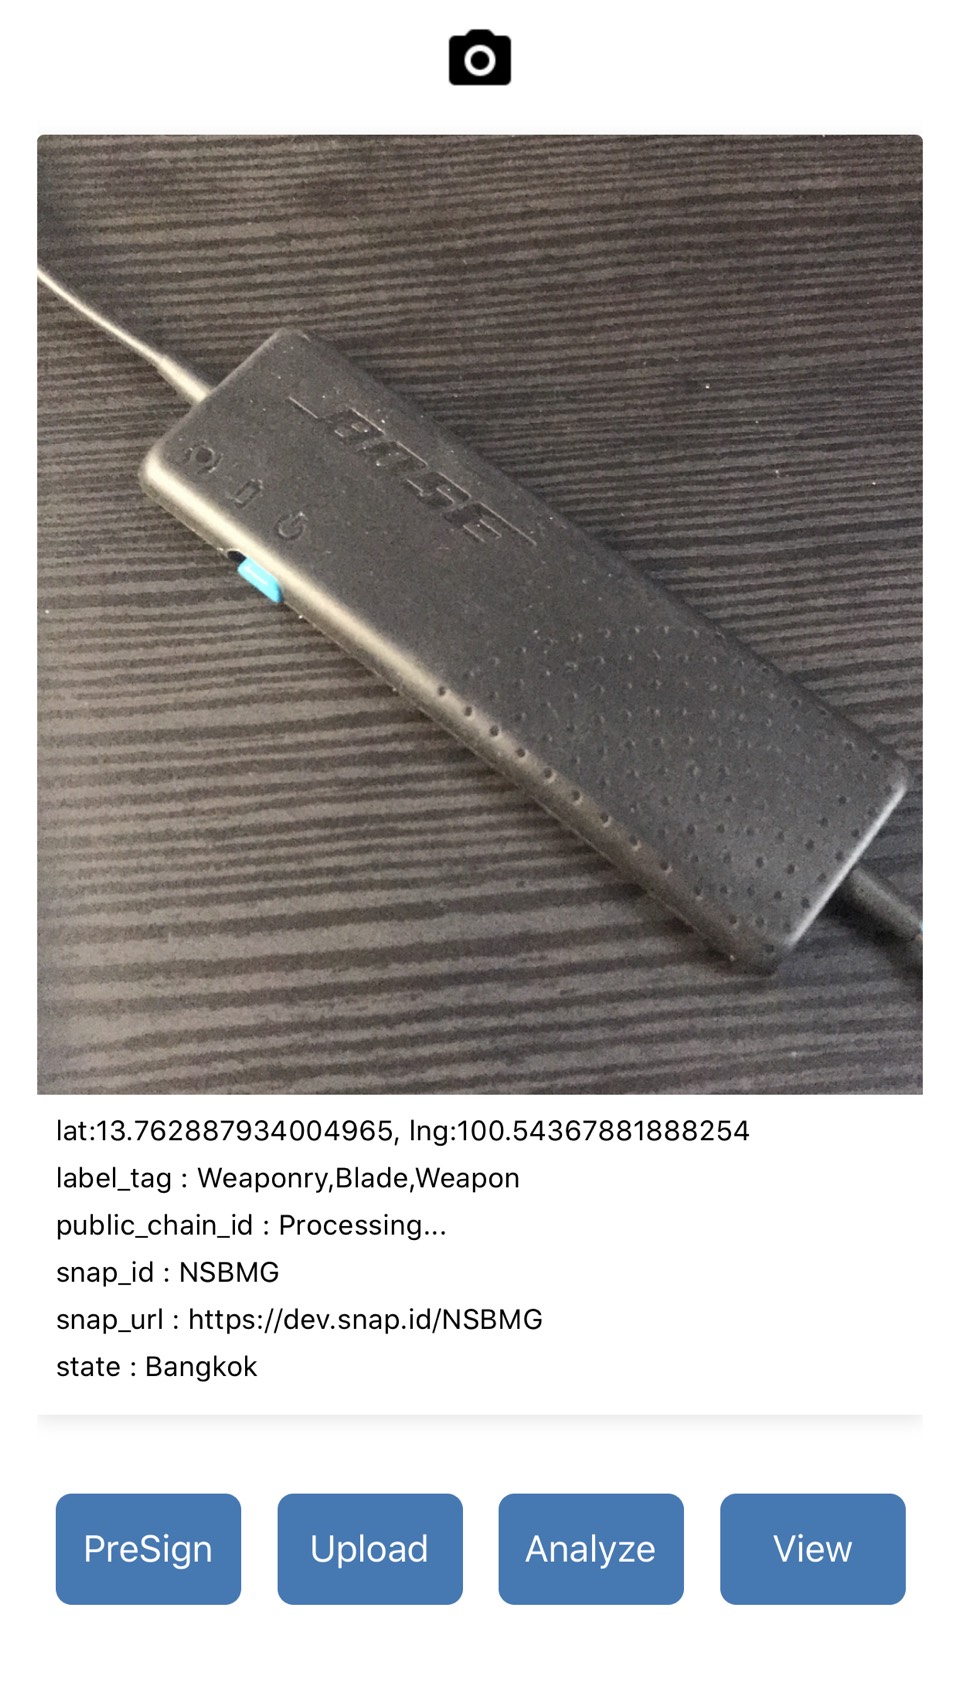 BOSE
lat:13.762887934004965, lng:100.54367881888254
label_tag : Weaponry,Blade,Weapon
public_chain_id : Processing...
snap_id : NSBMG
snap_url : https://dev.snap.id/NSBMG
state : Bangkok
PreSign
Upload
Analyze
View